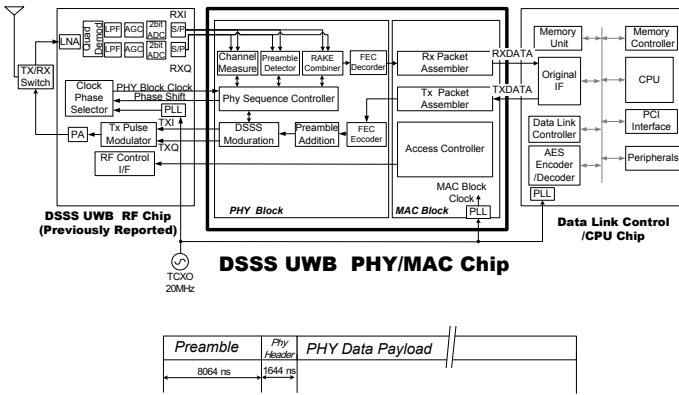 RXI
LNA
Quad
Demod
LPF
AGC
2bit
ADC
S/P
LPF
AGC
2bit
ADC
S/P
RXQ
TX/RX
Switch
Clock
Phase
Selector
PHY Block Clock
Phase Shift
PLL
TXI
PA
Tx Pulse
Modulator
TXQ
RF Control
I/F
DSSS UWB RF Chip
(Previously Reported)
Channel
Measure
Preamble
Detector
RAKE
Combiner
FEC
Decorder
Phy Sequence Controller
DSSS
Moduration
Preamble
Addition
FEC
Eocoder
PHY Block
Rx Packet
Assembler
Tx Packet
Assembler
Access Controller
MAC Block
Clock
PLL
MAC Block
RXDATA
TXDATA
Memory
Unit
Memory
Controller
Original
IF
CPU
Data Link
Controller
PCI
Interface
AES
Encoder
/Decoder
Peripherals
PLL
Data Link Control
/CPU Chip
TCXO
20MHz
DSSS UWB PHY/MAC Chip
Preamble
Phy
Header
PHY Data Payload
8064 ns
1644 ns